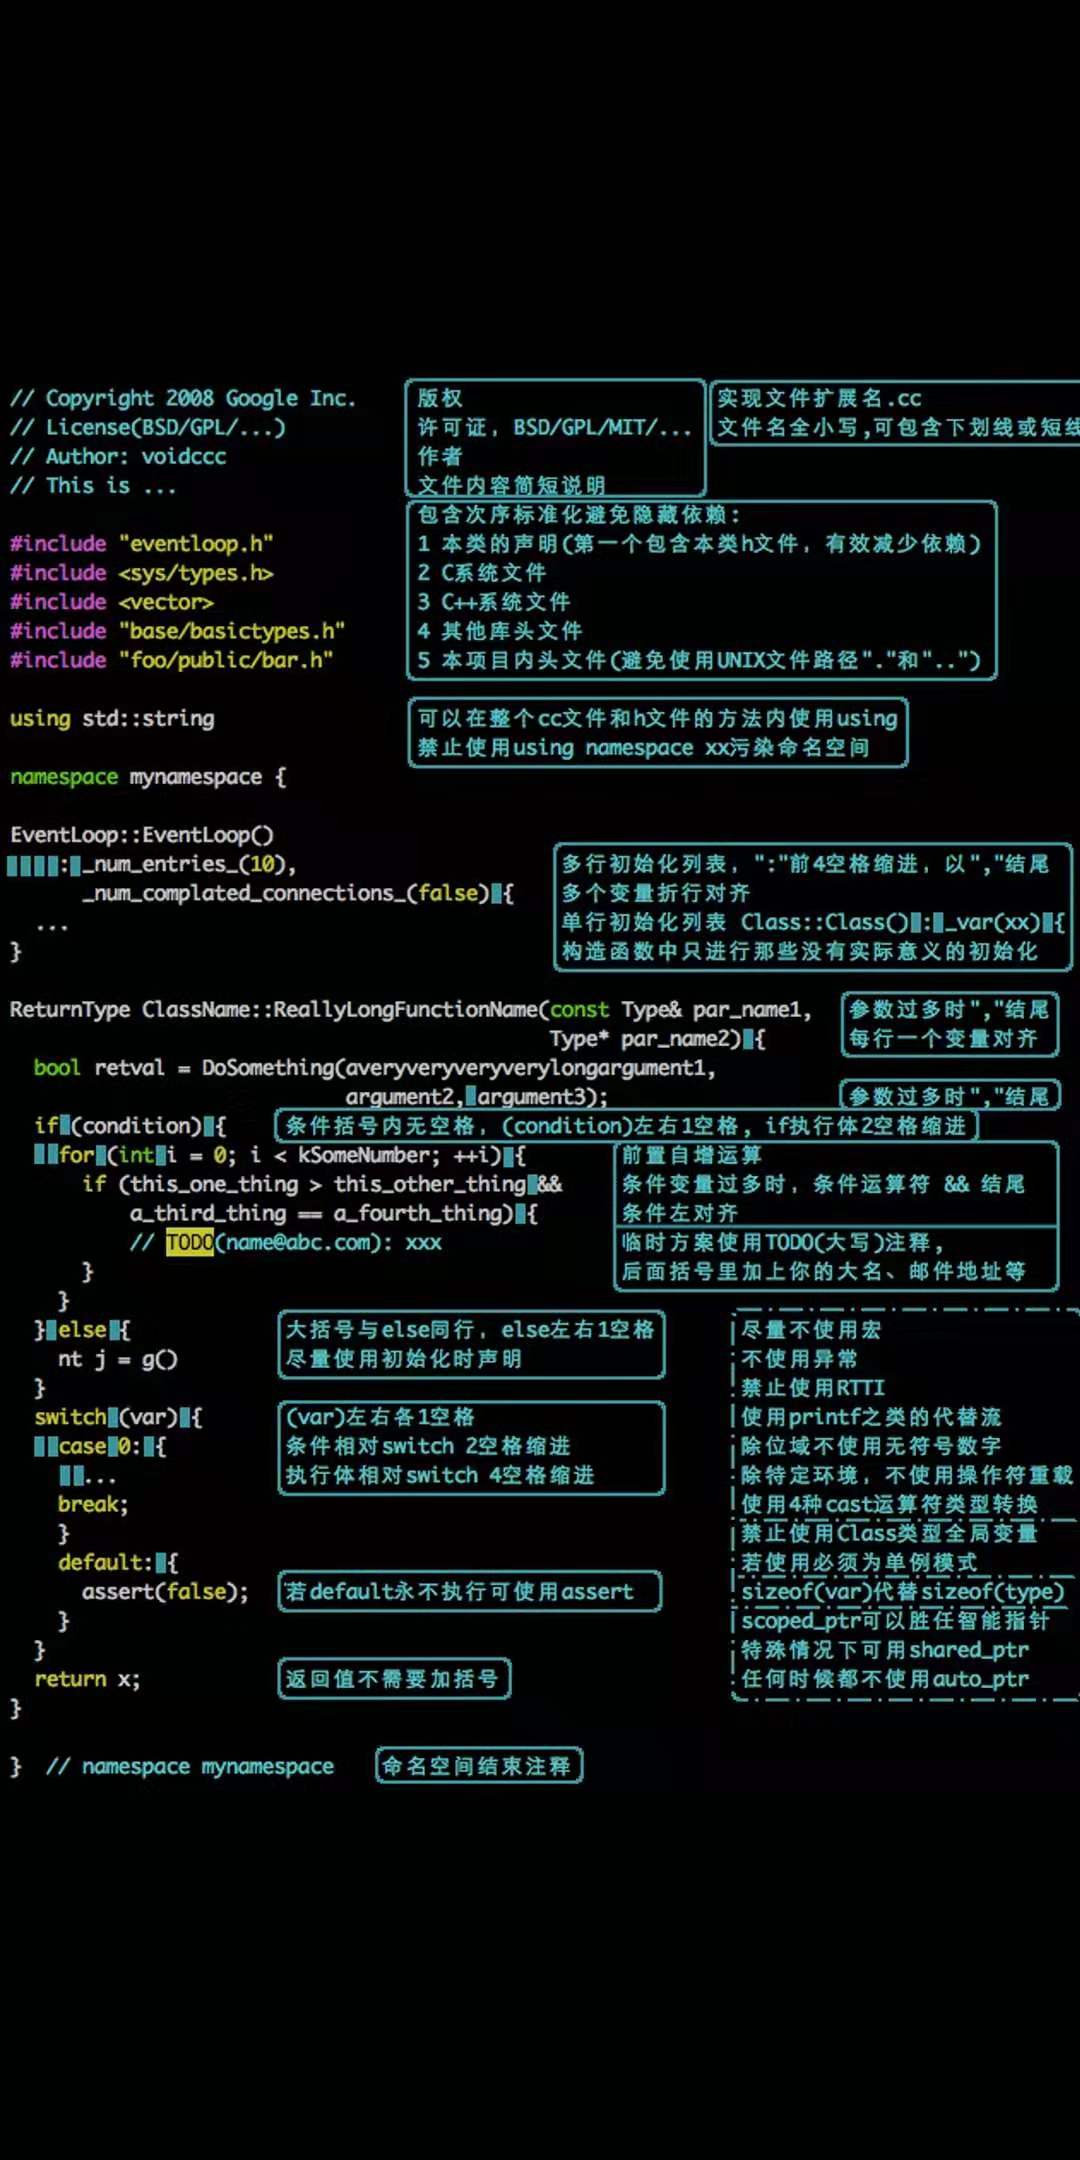 // Copyright 2008 Google Inc.
// License(BSD/GPL/...)
// Author: voidccc
// This is ...
版权
许可证, BSD/GPL/MIT/...
作者
文件内容简短说明
实现文件扩展名.cc
文件名全小写,可包含下划线或短线
#include "eventloop.h"
#include <sys/types.h>
#include <vector>
#include "base/basictypes.h"
#include "foo/public/bar.h"
包含次序标准化避免隐藏依赖:
1 本类的声明(第一个包含本类h文件, 有效减少依赖)
2 C系统文件
3 C++系统文件
4 其他库头文件
5 本项目内头文件(避免使用UNIX文件路径"."和"..")
using std::string
可以在整个cc文件和h文件的方法内使用using
禁止使用using namespace xx污染命名空间
namespace mynamespace {
EventLoop::EventLoop()
: _num_entries_(10),
_num_complated_connections_(false) {
...
}
多行初始化列表, ":"前4空格缩进, 以","结尾
多个变量折行对齐
单行初始化列表 Class::Class() : _var(xx) {
构造函数中只进行那些没有实际意义的初始化
ReturnType ClassName::ReallyLongFunctionName(const Type& par_name1,
Type* par_name2) {
参数过多时","结尾
每行一个变量对齐
bool retval = DoSomething(averyveryveryverylongargument1,
argument2, argument3);
参数过多时","结尾
if (condition) {
条件括号内无空格, (condition)左右1空格, if执行体2空格缩进
for (int i = 0; i < kSomeNumber; ++i) {
if (this_one_thing > this_other_thing &&
a_third_thing == a_fourth_thing) {
// TODO(name@abc.com): xxx
}
}
前置自增运算
条件变量过多时, 条件运算符 && 结尾
条件左对齐
临时方案使用TODO(大写)注释,
后面括号里加上你的大名、邮件地址等
} else {
nt j = g()
}
大括号与else同行, else左右1空格
尽量使用初始化时声明
switch (var) {
case 0: {
...
break;
}
default: {
assert(false);
}
}
return x;
}
(var)左右各1空格
条件相对switch 2空格缩进
执行体相对switch 4空格缩进
若default永不执行可使用assert
返回值不需要加括号
尽量不使用宏
不使用异常
禁止使用RTTI
使用printf之类的代替流
除位域不使用无符号数字
除特定环境, 不使用操作符重载
使用4种cast运算符类型转换
禁止使用Class类型全局变量
若使用必须为单例模式
sizeof(var)代替sizeof(type)
scoped_ptr可以胜任智能指针
特殊情况下可用shared_ptr
任何时候都不使用auto_ptr
} // namespace mynamespace
命名空间结束注释